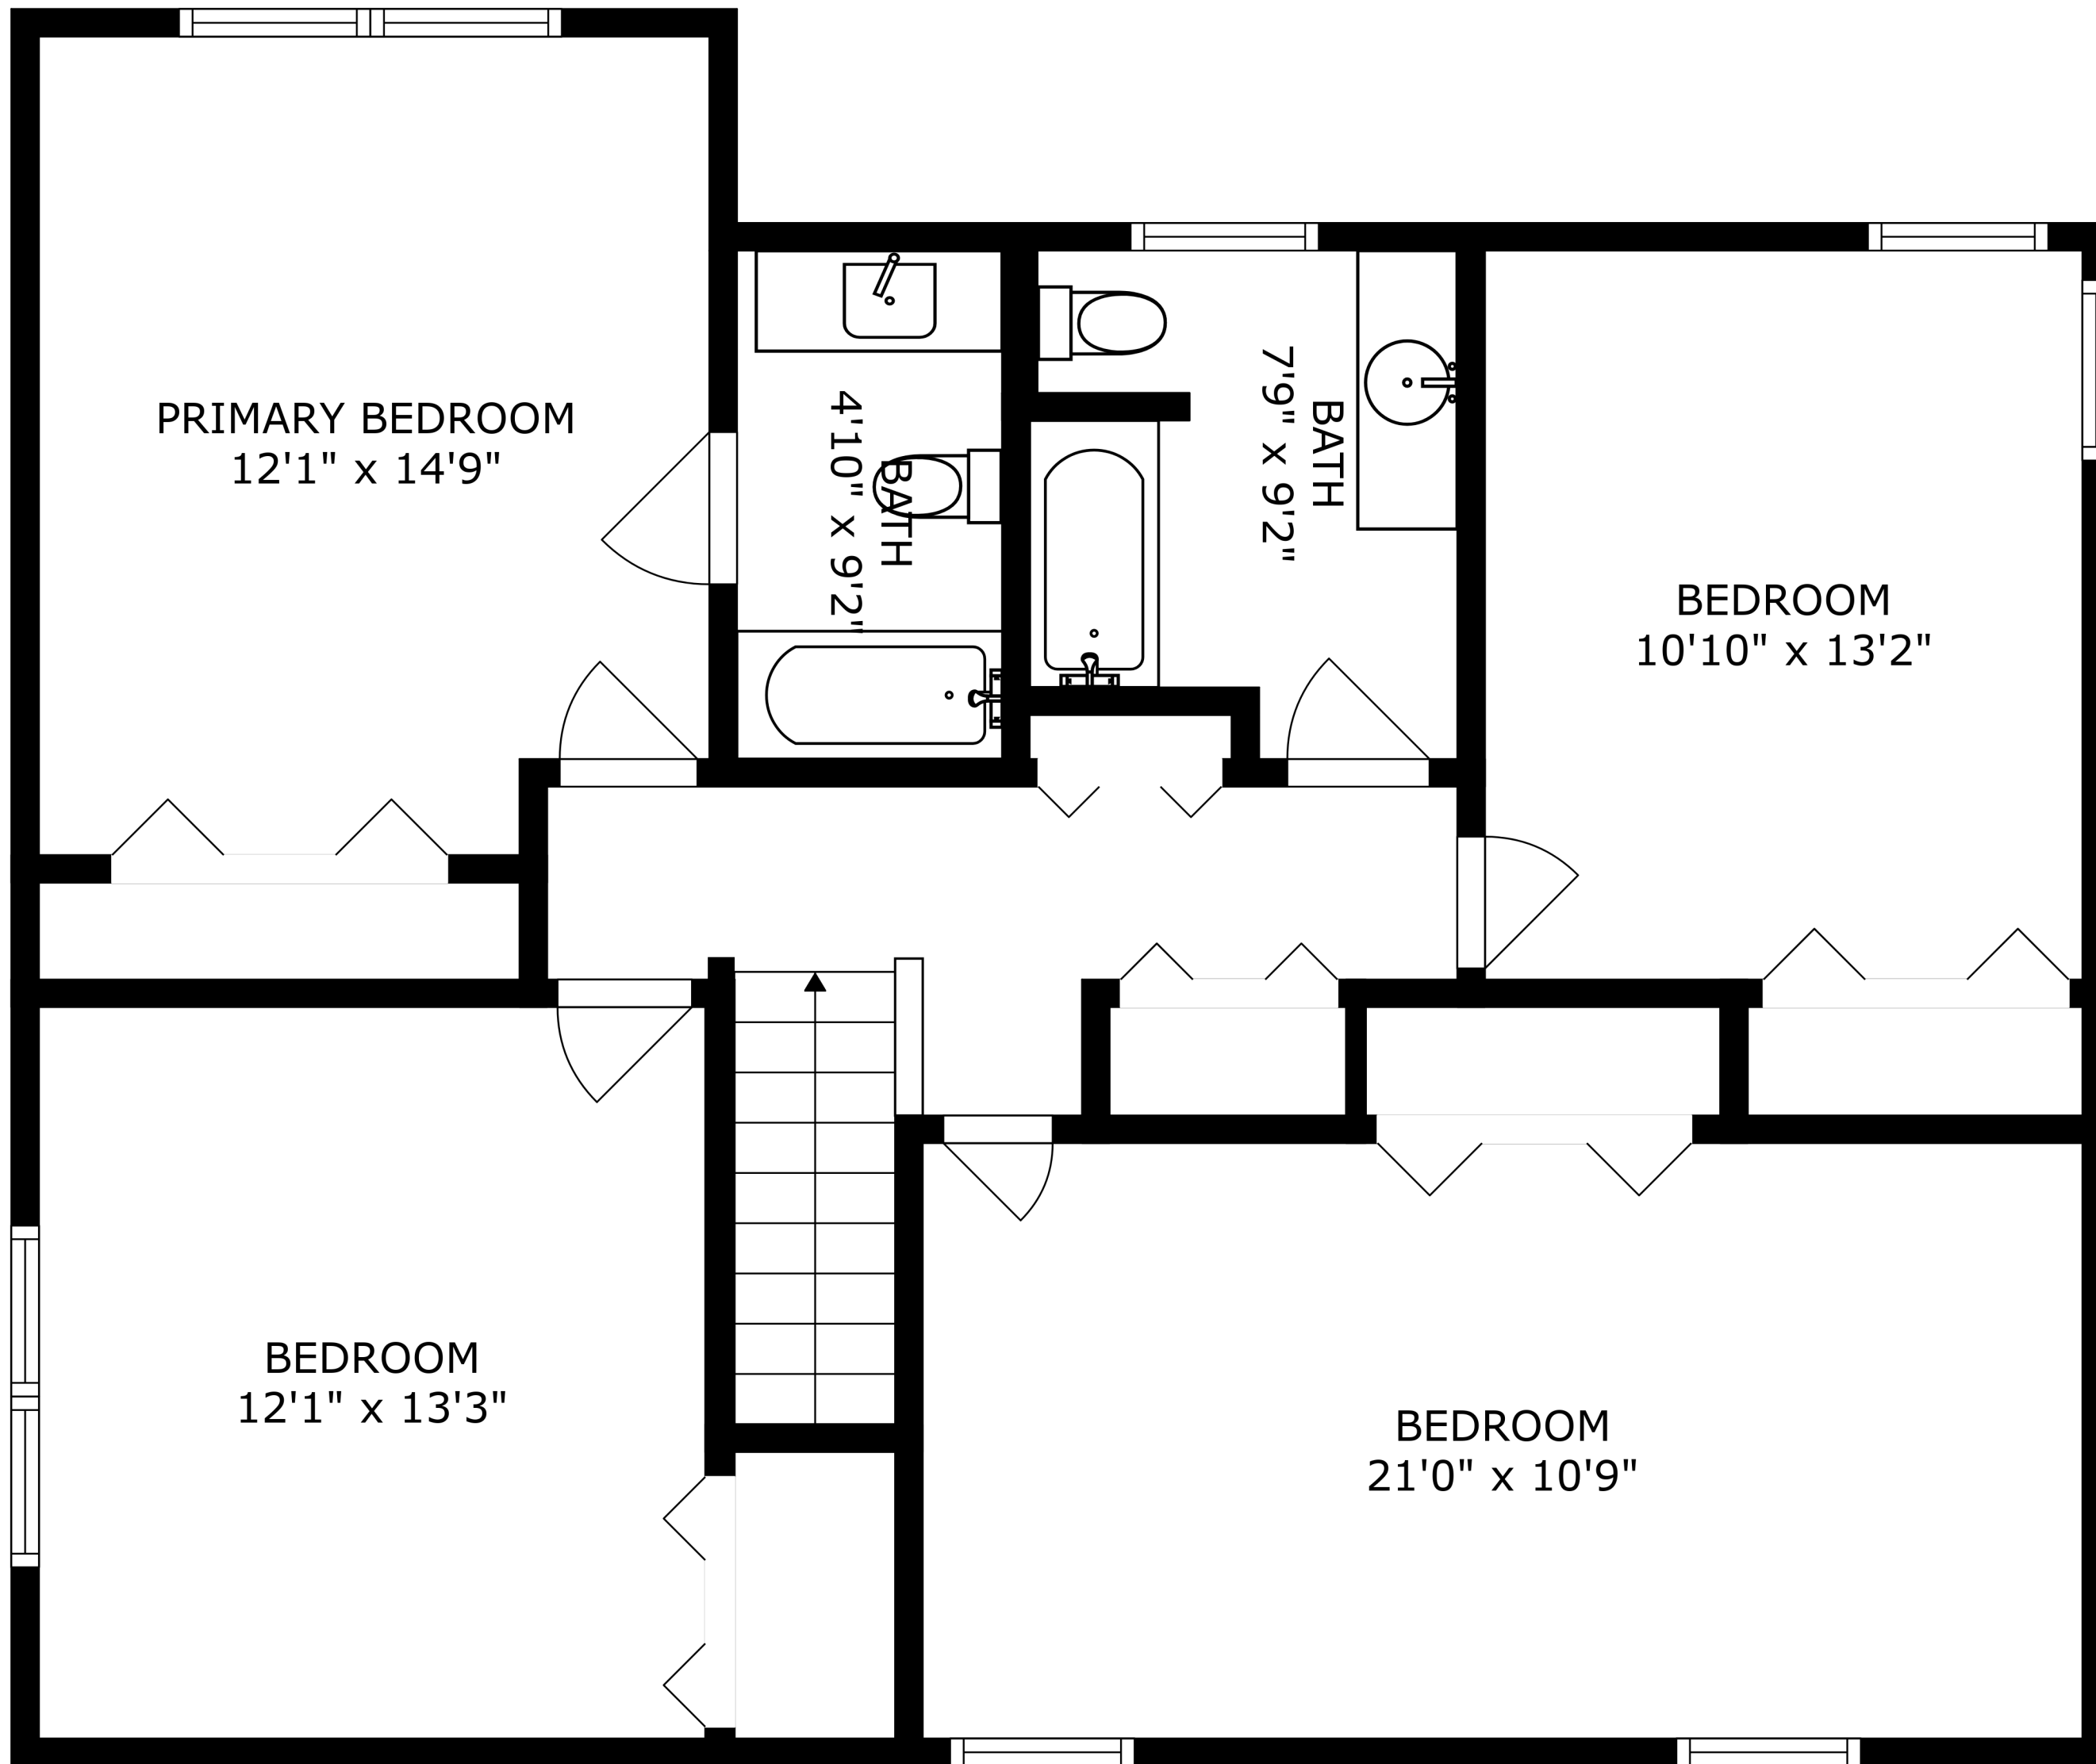 PRIMARY BEDROOM
12'1" x 14'9"
BATH
4'10" x 9'2"
BATH
7'9" x 9'2"
BEDROOM
10'10" x 13'2"
BEDROOM
12'1" x 13'3"
BEDROOM
21'0" x 10'9"